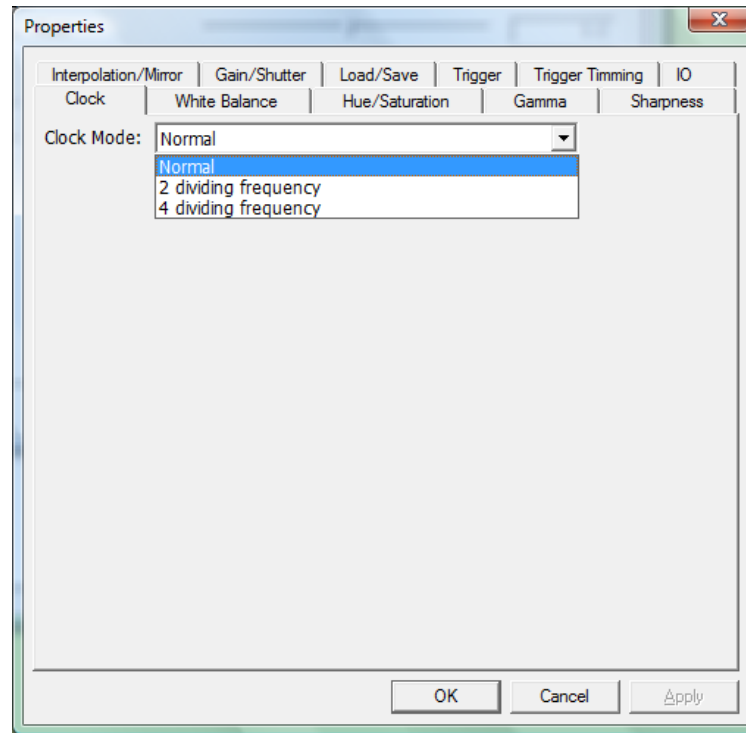 Properties
Interpolation/Mirror Gain/Shutter Load/Save Trigger Trigger Timming IO
Clock White Balance Hue/Saturation Gamma Sharpness
Clock Mode: Normal
Normal
2 dividing frequency
4 dividing frequency
OK Cancel Apply